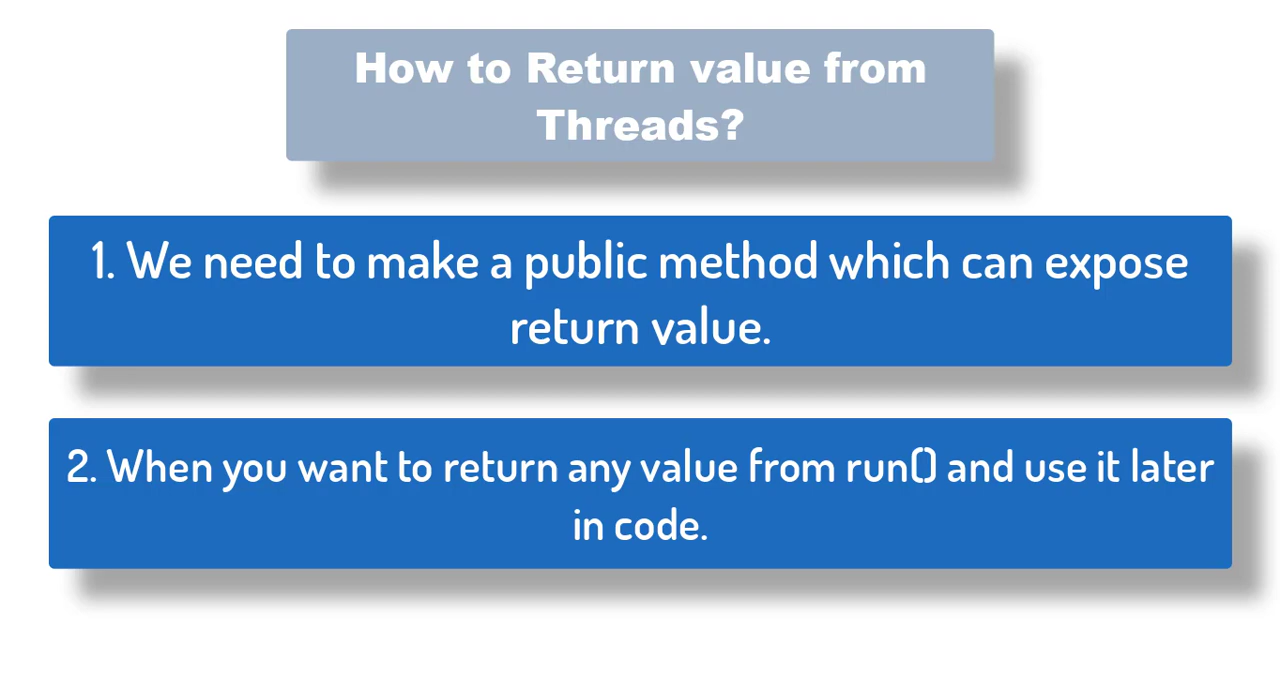 How to Return value from
Threads?
1. We need to make a public method which can expose
return value.
2. When you want to return any value from run() and use it later
in code.